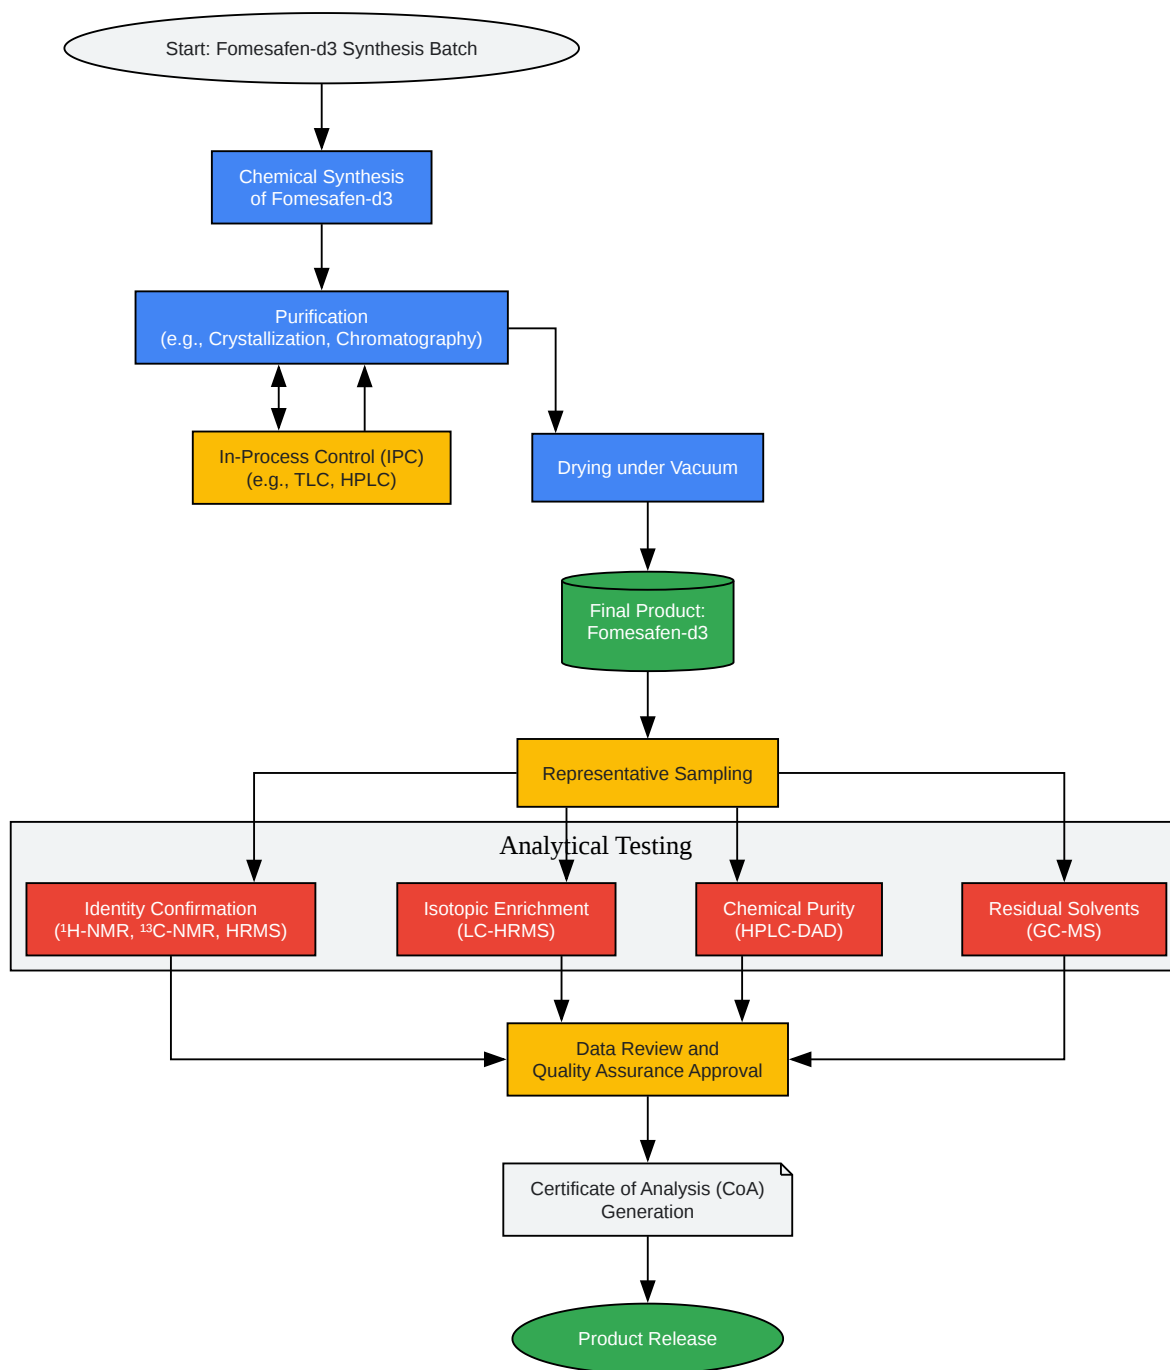 Start: Fomesafen-d3 Synthesis Batch
Chemical Synthesis
of Fomesafen-d3
Purification
(e.g., Crystallization, Chromatography)
In-Process Control (IPC)
(e.g., TLC, HPLC)
Drying under Vacuum
Final Product:
Fomesafen-d3
Representative Sampling
Analytical Testing
Identity Confirmation
(¹H-NMR, ¹³C-NMR, HRMS)
Isotopic Enrichment
(LC-HRMS)
Chemical Purity
(HPLC-DAD)
Residual Solvents
(GC-MS)
Data Review and
Quality Assurance Approval
Certificate of Analysis (CoA)
Generation
Product Release